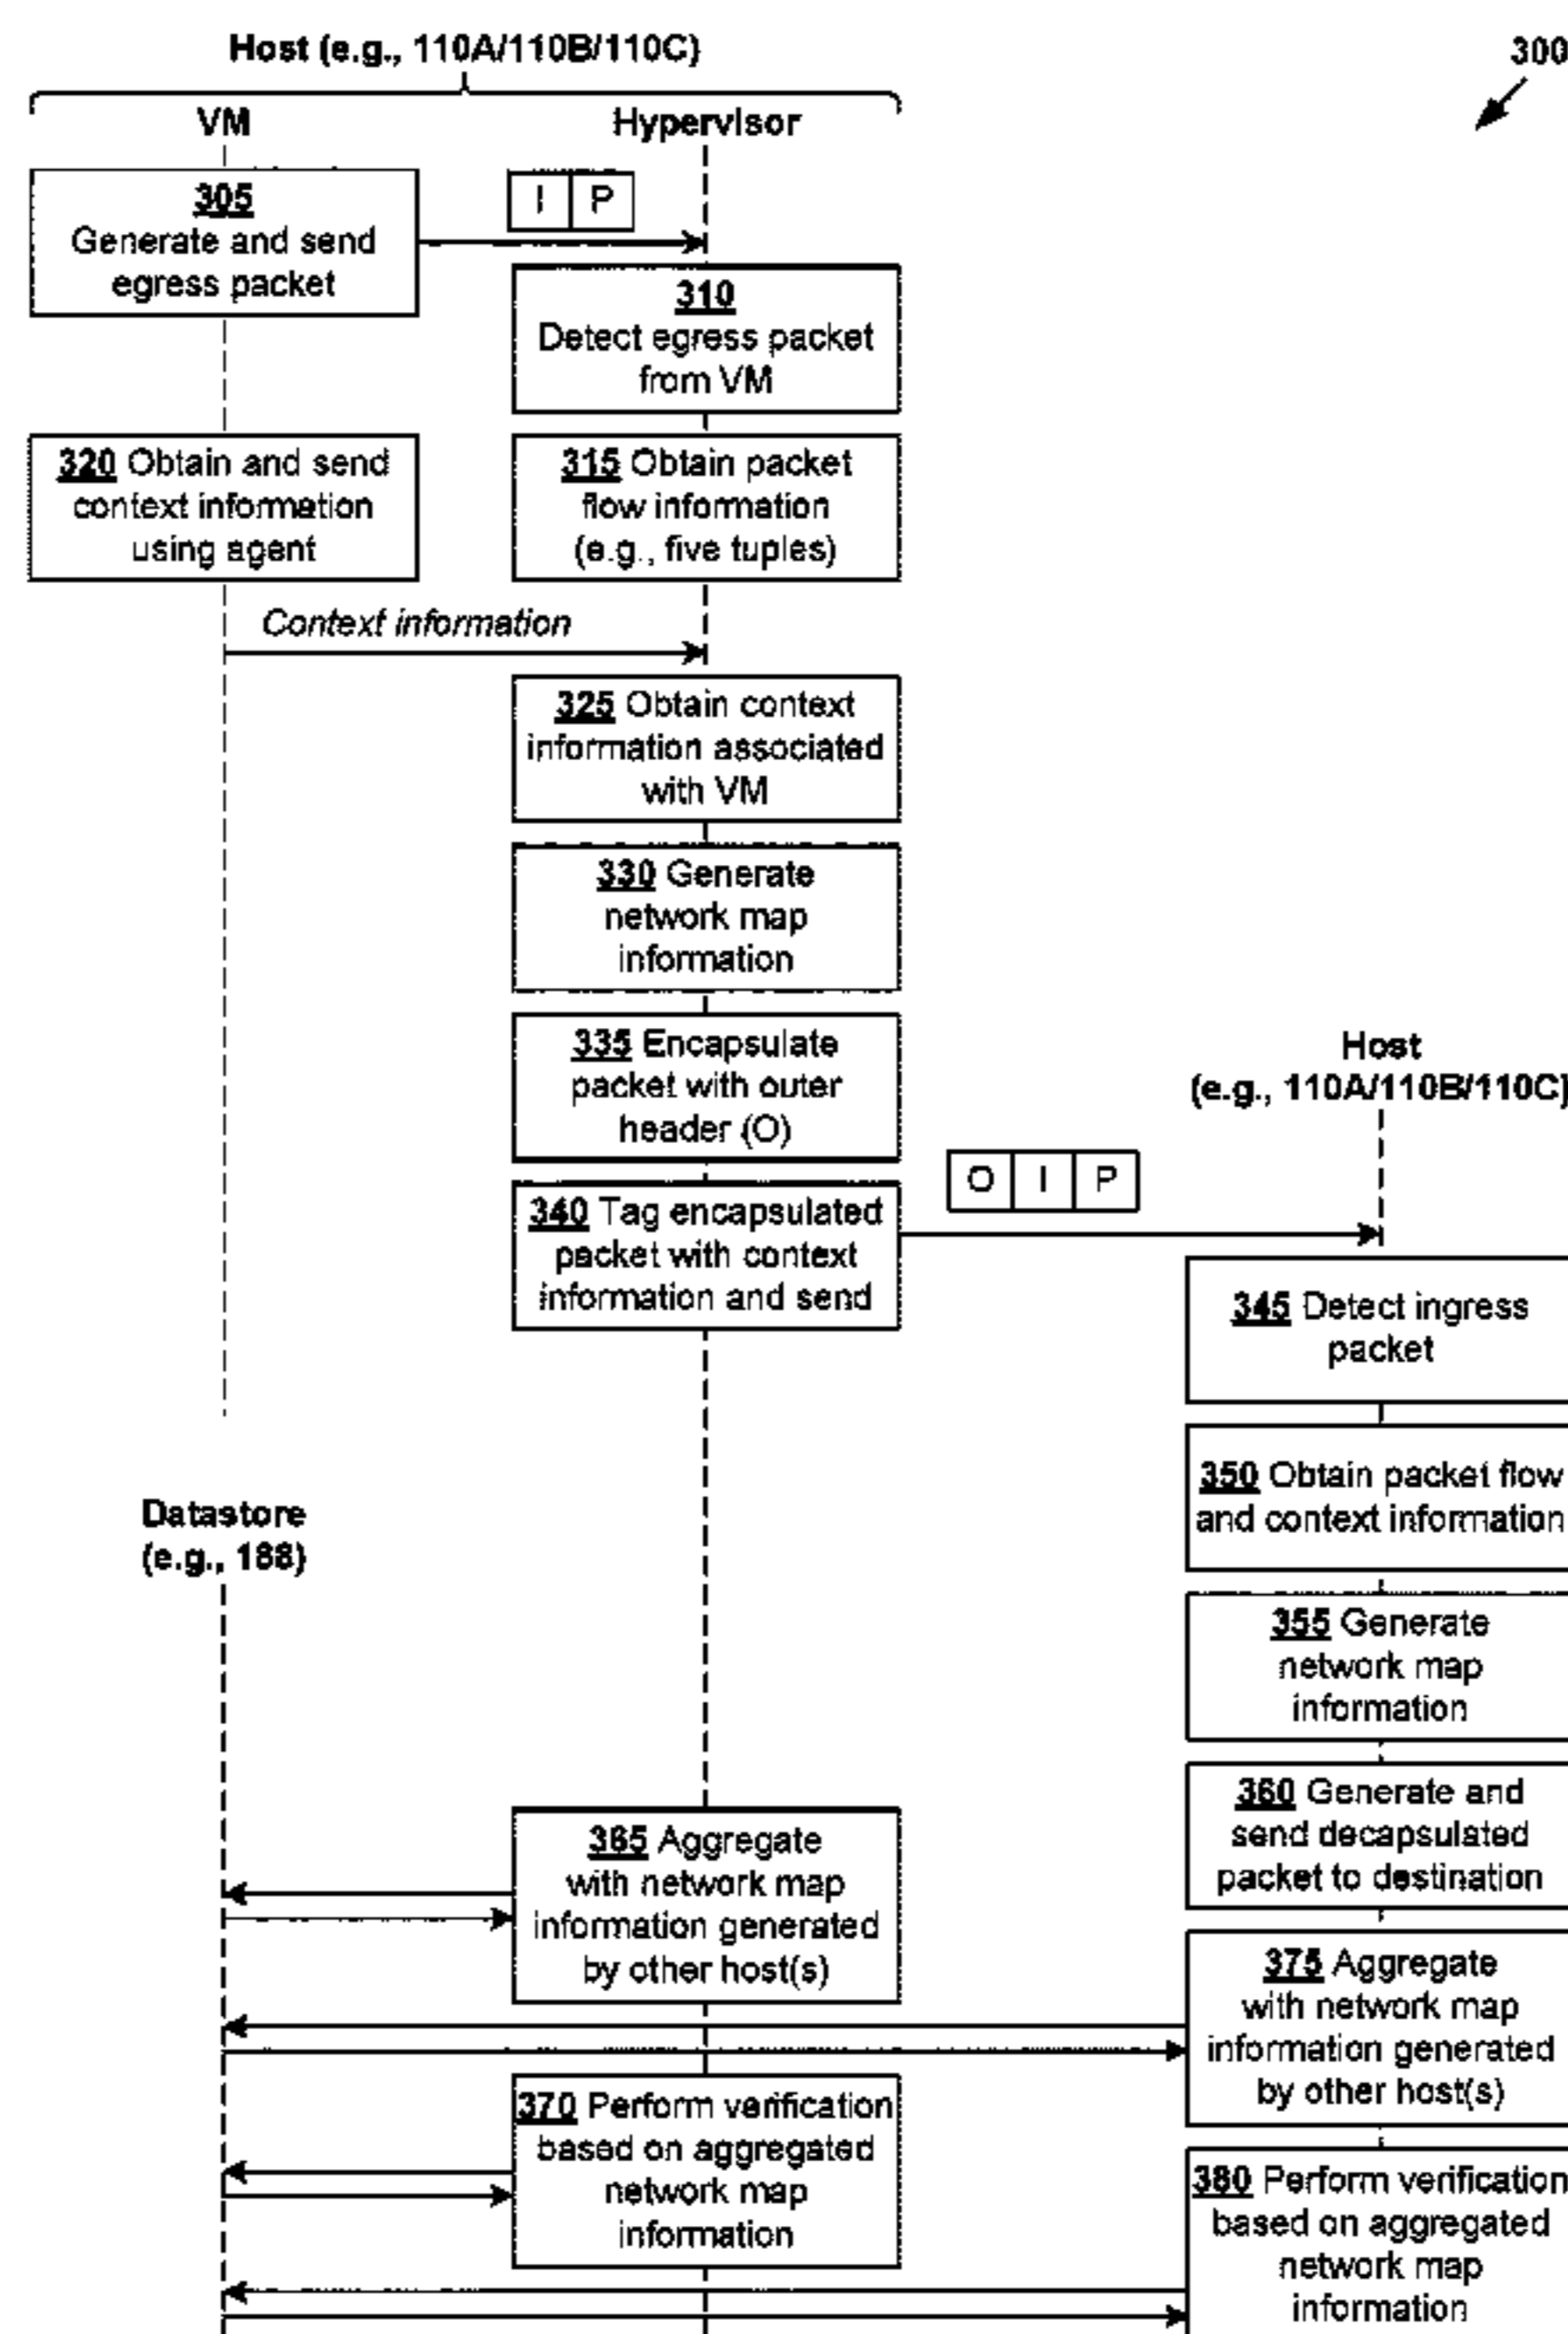 Host (e.g., 110A/110B/110C)
300
VM
Hypervisor
305
Generate and send
egress packet
I P
310
Detect egress packet
from VM
320 Obtain and send
context information
using agent
315 Obtain packet
flow information
(e.g., five tuples)
Context information
325 Obtain context
information associated
with VM
330 Generate
network map
information
335 Encapsulate
packet with outer
header (O)
Host
(e.g., 110A/110B/110C)
O I P
340 Tag encapsulated
packet with context
information and send
345 Detect ingress
packet
350 Obtain packet flow
and context information
Datastore
(e.g., 188)
355 Generate
network map
information
360 Generate and
send decapsulated
packet to destination
365 Aggregate
with network map
information generated
by other host(s)
375 Aggregate
with network map
information generated
by other host(s)
370 Perform verification
based on aggregated
network map
information
380 Perform verification
based on aggregated
network map
information